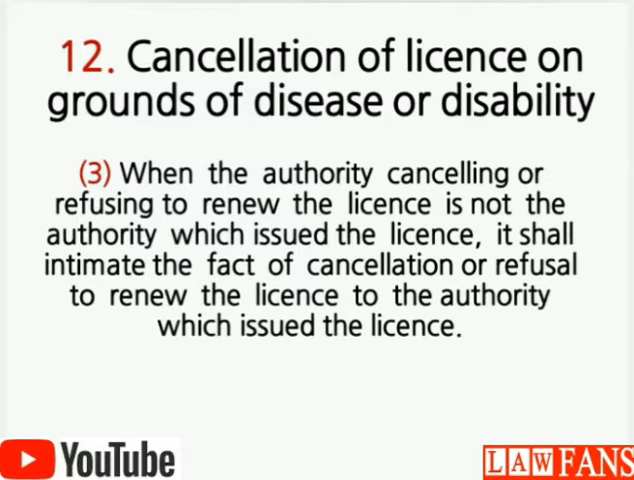 12. Cancellation of licence on
grounds of disease or disability
(3) When the authority cancelling or
refusing to renew the licence is not the
authority which issued the licence, it shall
intimate the fact of cancellation or refusal
to renew the licence to the authority
which issued the licence.
YouTube
LAW FANS